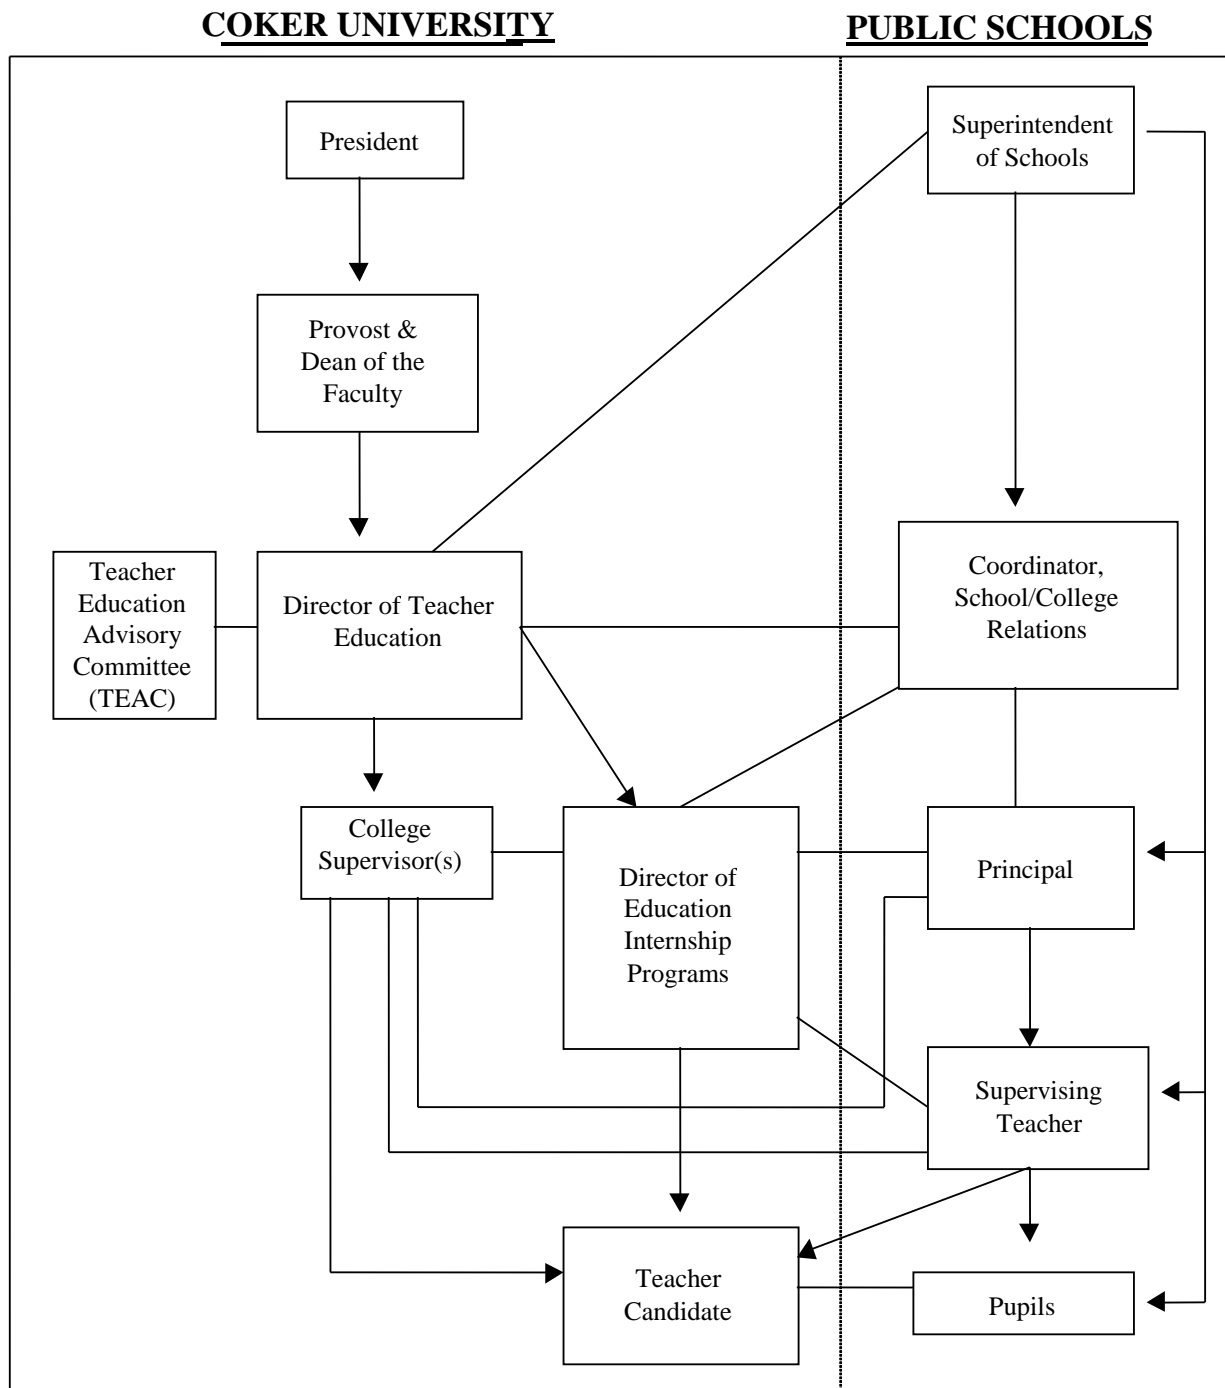 COKER UNIVERSITY
PUBLIC SCHOOLS
President
Superintendent
of Schools
Provost &
Dean of the
Faculty
Teacher
Education
Advisory
Committee
(TEAC)
Director of Teacher
Education
Coordinator,
School/College
Relations
College
Supervisor(s)
Director of
Education
Internship
Programs
Principal
Supervising
Teacher
Teacher
Candidate
Pupils